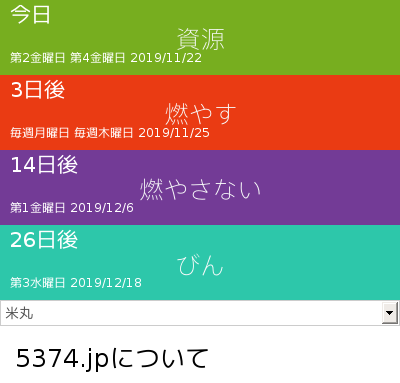 今日
資源
第2金曜日 第4金曜日 2019/11/22
3日後
燃やす
毎週月曜日 毎週木曜日 2019/11/25
14日後
燃やさない
第1金曜日 2019/12/6
26日後
びん
第3水曜日 2019/12/18
米丸
5374.jpについて